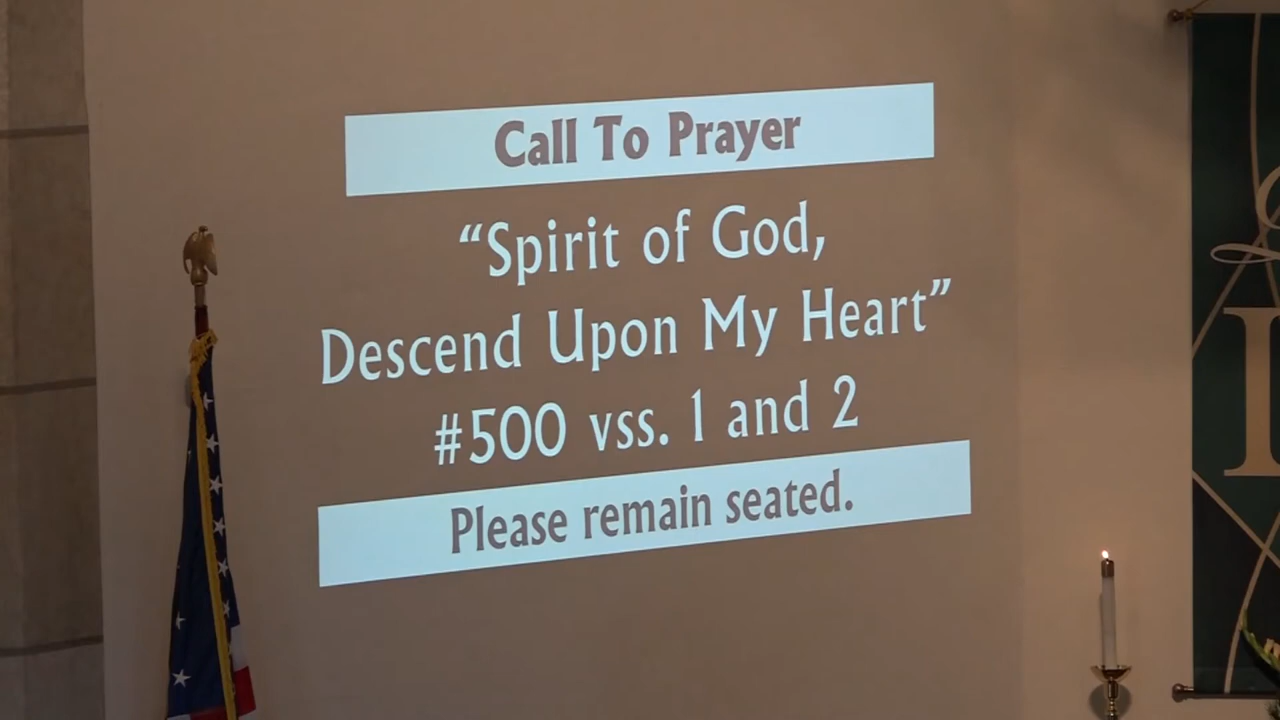 Call To Prayer
“Spirit of God,
Descend Upon My Heart”
#500 vss. 1 and 2
Please remain seated.